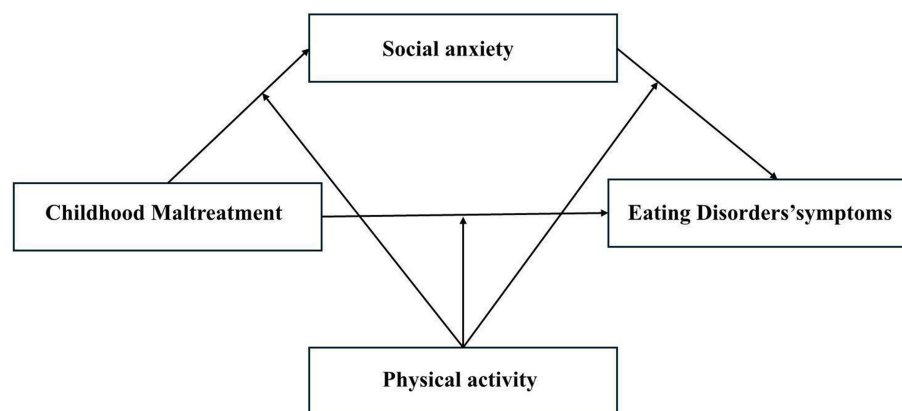 Social anxiety
Childhood Maltreatment
Eating Disorders’symptoms
Physical activity